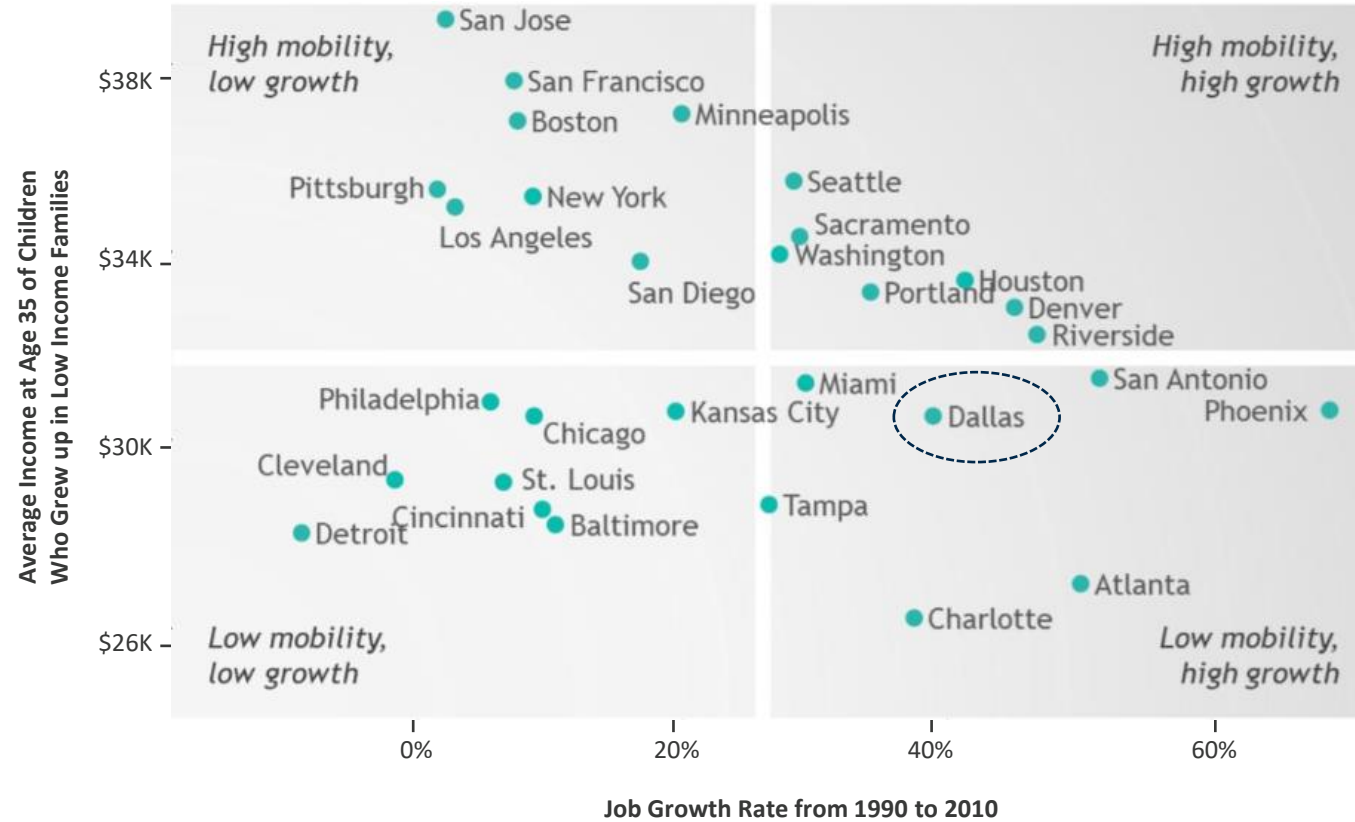 San Jose
High mobility,
low growth
High mobility,
high growth
$38K
San Francisco
Minneapolis
Boston
Pittsburgh
New York
Seattle
Los Angeles
Sacramento
Washington
$34K
San Diego
Houston
Portland
Denver
Riverside
Average Income at Age 35 of Children
Who Grew up in Low Income Families
Philadelphia
Chicago
Kansas City
Miami
Dallas
San Antonio
Phoenix
$30K
Cleveland
St. Louis
Cincinnati
Baltimore
Detroit
Tampa
Atlanta
Charlotte
$26K
Low mobility,
low growth
Low mobility,
high growth
0%
20%
40%
60%
Job Growth Rate from 1990 to 2010